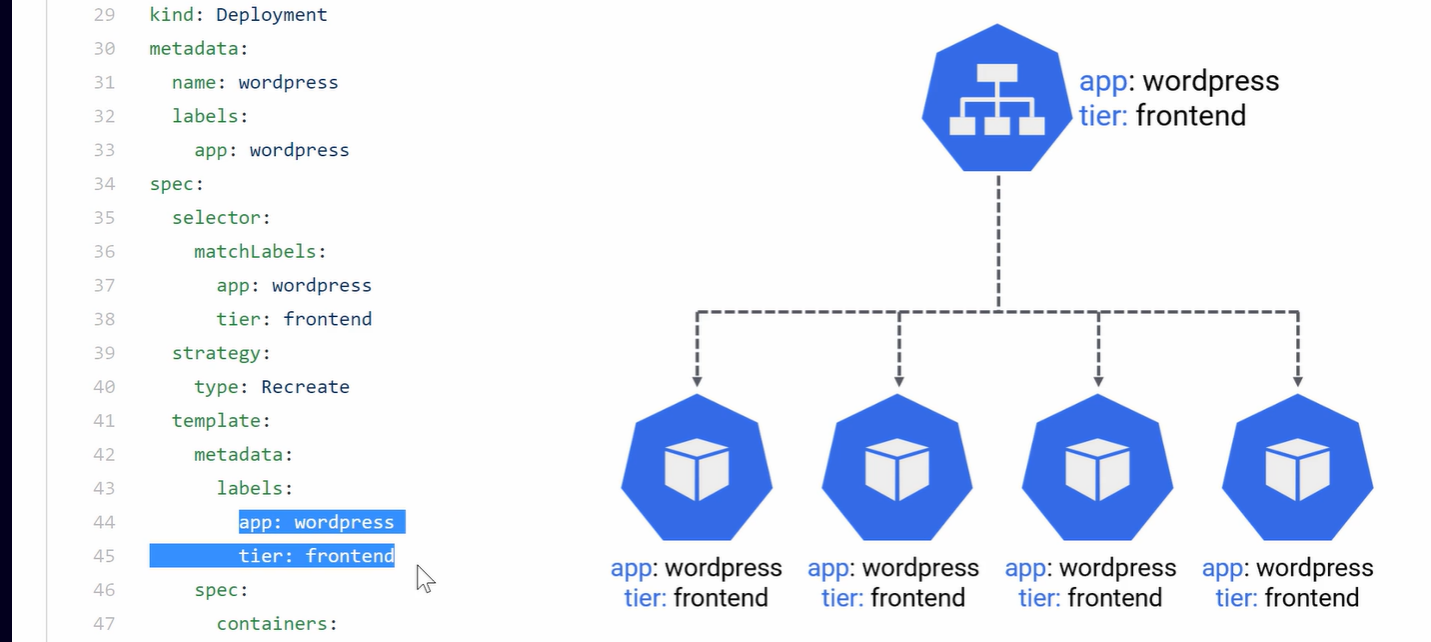 29 kind: Deployment
30 metadata:
31 name: wordpress
32 labels:
33 app: wordpress
34 spec:
35 selector:
36 matchLabels:
37 app: wordpress
38 tier: frontend
39 strategy:
40 type: Recreate
41 template:
42 metadata:
43 labels:
44 app: wordpress
45 tier: frontend
46 spec:
47 containers:
app: wordpress
tier: frontend
app: wordpress
tier: frontend
app: wordpress
tier: frontend
app: wordpress
tier: frontend
app: wordpress
tier: frontend